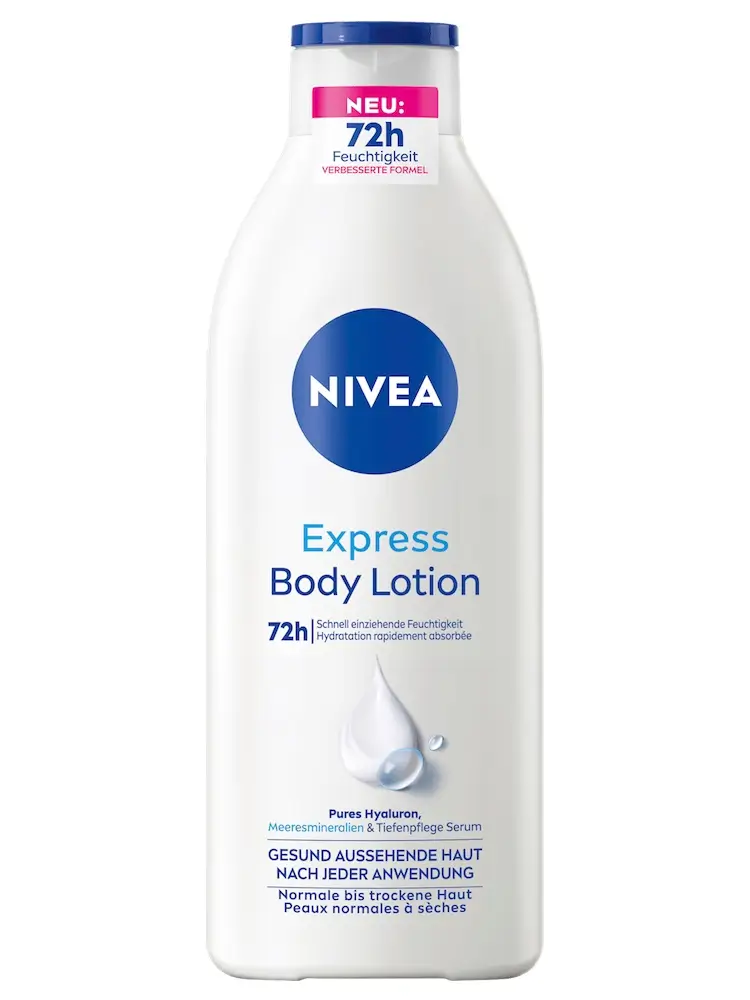 NEU:
72h
Feuchtigkeit
VERBESSERTE FORMEL
NIVEA
Express
Body Lotion
72h Schnell einziehende Feuchtigkeit
Hydratation rapidement absorbée
Pures Hyaluron,
Meeresmineralien & Tiefenpflege Serum
GESUND AUSSEHENDE HAUT
NACH JEDER ANWENDUNG
Normale bis trockene Haut
Peaux normales à sèches